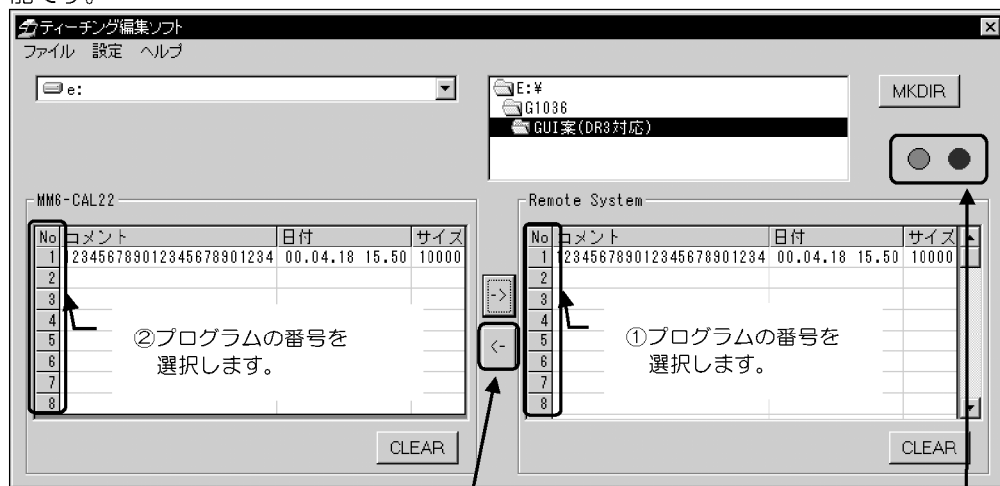 能です。
ティーチング編集ソフト
ファイル 設定 ヘルプ
e:
E:¥
G1036
GUI案(DR3対応)
MKDIR
MM6-CAL22
No コメント 日付 サイズ
1 123456789012345678901234 00.04.18 15.50 10000
2
3
4
5
6
7
8
②プログラムの番号を
選択します。
CLEAR
->
<-
Remote System
No コメント 日付 サイズ
1 123456789012345678901234 00.04.18 15.50 10000
2
3
4
5
6
7
8
①プログラムの番号を
選択します。
CLEAR